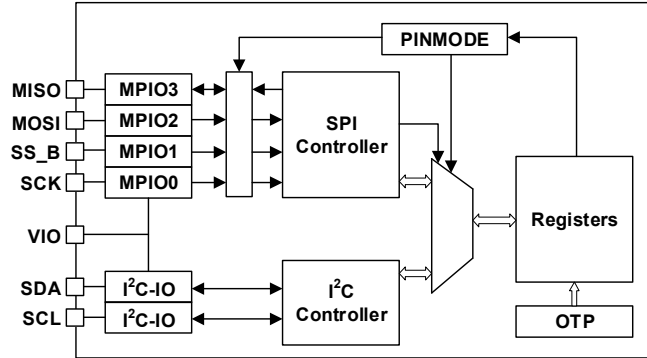 PINMODE
MISO
MPIO3
MOSI
MPIO2
SS_B
MPIO1
SCK
MPIO0
SPI
Controller
VIO
Registers
SDA
I²C-IO
SCL
I²C-IO
I²C
Controller
OTP